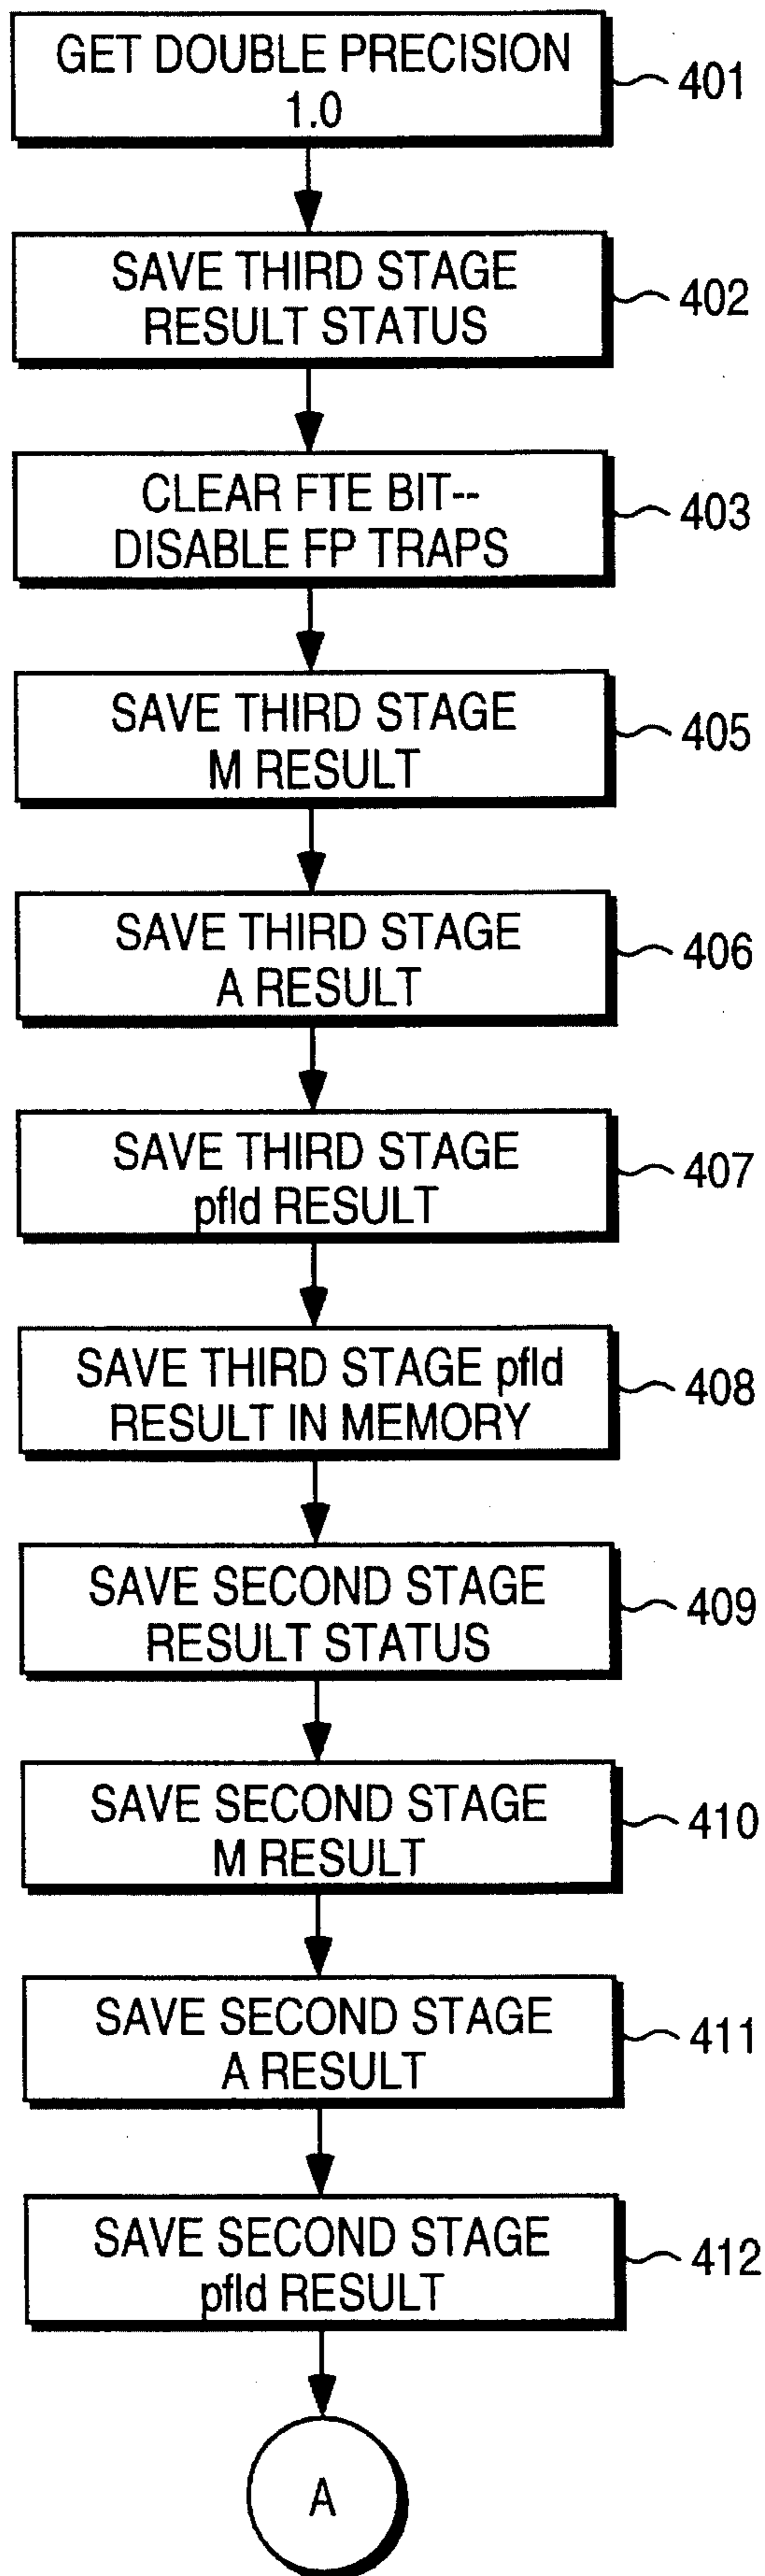 GET DOUBLE PRECISION
1.0
401
SAVE THIRD STAGE
RESULT STATUS
402
CLEAR FTE BIT--
DISABLE FP TRAPS
403
SAVE THIRD STAGE
M RESULT
405
SAVE THIRD STAGE
A RESULT
406
SAVE THIRD STAGE
pfld RESULT
407
SAVE THIRD STAGE pfld
RESULT IN MEMORY
408
SAVE SECOND STAGE
RESULT STATUS
409
SAVE SECOND STAGE
M RESULT
410
SAVE SECOND STAGE
A RESULT
411
SAVE SECOND STAGE
pfld RESULT
412
A